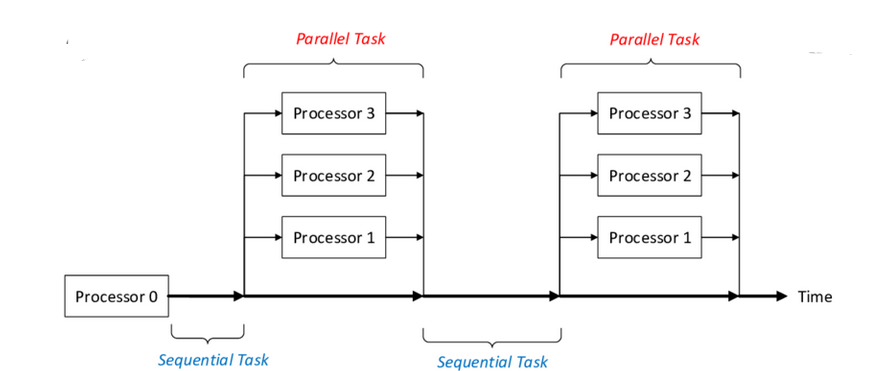 Parallel Task
Parallel Task
Processor 3
Processor 3
Processor 2
Processor 2
Processor 1
Processor 1
Processor 0
Time
Sequential Task
Sequential Task